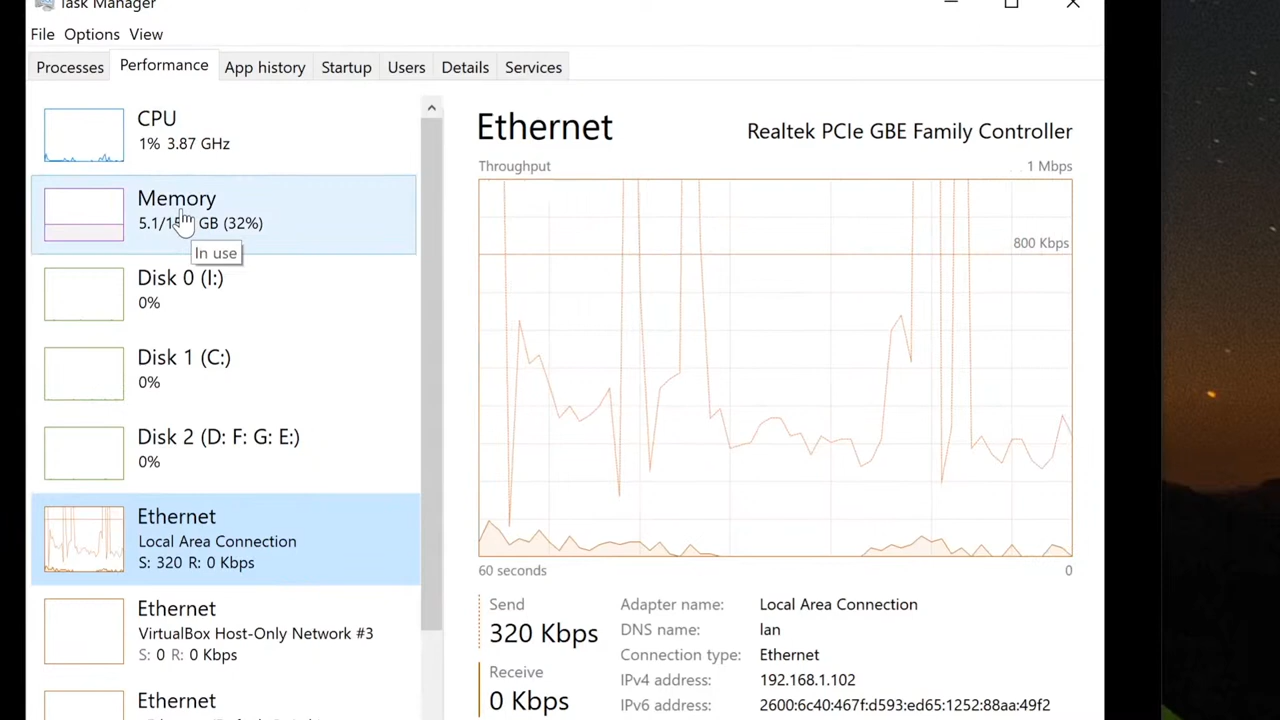 Task Manager
File Options View
Processes Performance App history Startup Users Details Services
CPU
1% 3.87 GHz
Memory
GB (32%)
In use
Disk 0 (I:)
0%
Disk 1 (C:)
0%
Disk 2 (D: F: G: E:)
0%
Ethernet
Local Area Connection
S: 320 R: 0 Kbps
Ethernet
VirtualBox Host-Only Network #3
S: 0 R: 0 Kbps
Ethernet
Ethernet Realtek PCIe GBE Family Controller
Throughput 1 Mbps
800 Kbps
60 seconds 0
Send
320 Kbps
Receive
0 Kbps
Adapter name: Local Area Connection
DNS name: lan
Connection type: Ethernet
IPv4 address: 192.168.1.102
IPv6 address: 2600:6c40:467f:d593:ed65:1252:88aa:49f2